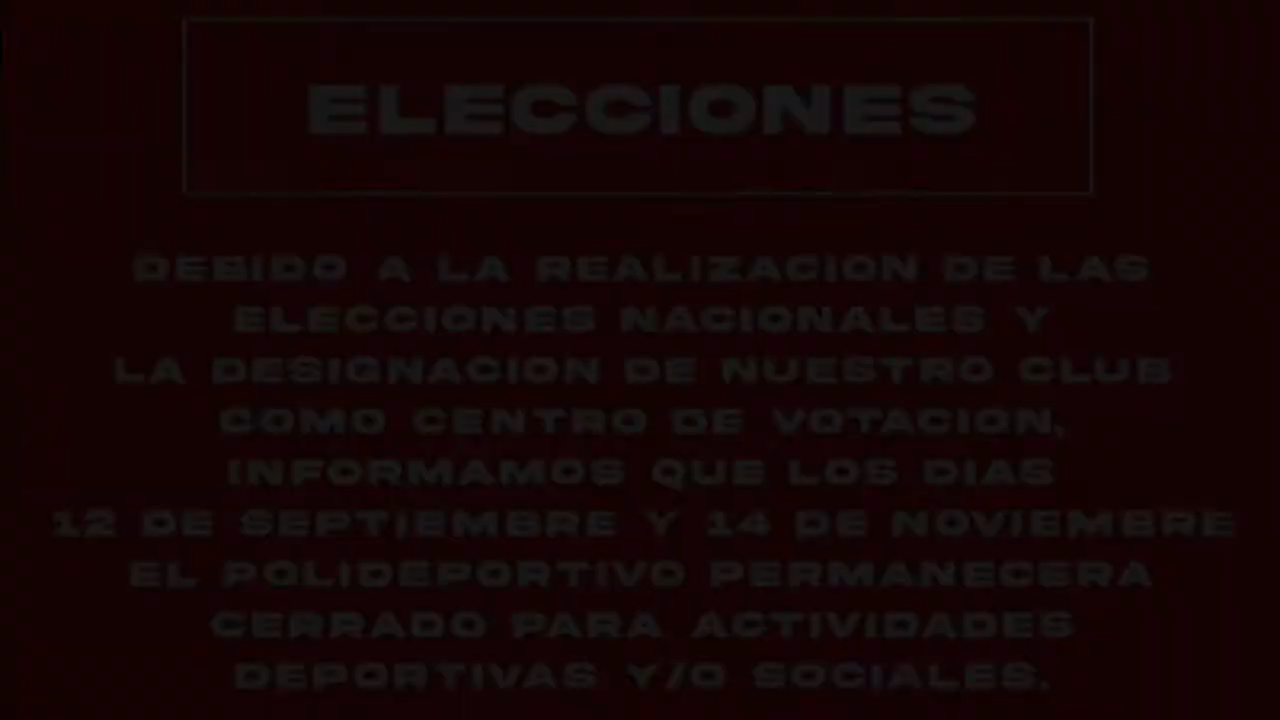 ELECCIONES
DEBIDO A LA REALIZACION DE LAS
ELECCIONES NACIONALES Y
LA DESIGNACION DE NUESTRO CLUB
COMO CENTRO DE VOTACION,
INFORMAMOS QUE LOS DIAS
12 DE SEPTIEMBRE Y 14 DE NOVIEMBRE
EL POLIDEPORTIVO PERMANECERA
CERRADO PARA ACTIVIDADES
DEPORTIVAS Y/O SOCIALES.